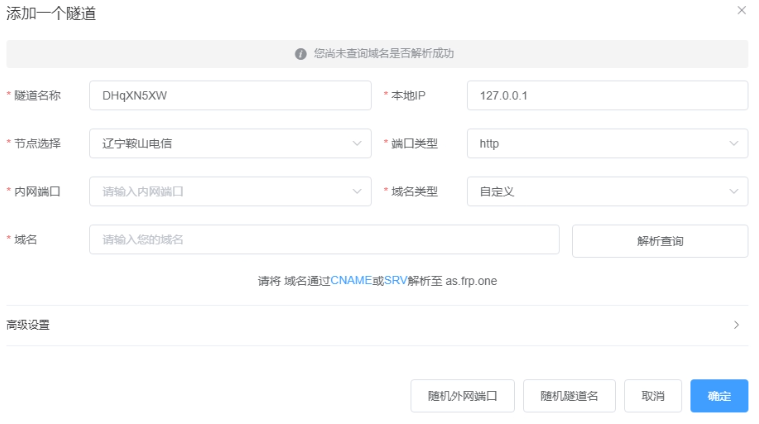 添加一个隧道
您尚未查询域名是否解析成功
* 隧道名称 DHqXN5XW * 本地IP 127.0.0.1
* 节点选择 辽宁鞍山电信 * 端口类型 http
* 内网端口 请输入内网端口 * 域名类型 自定义
* 域名 请输入您的域名 解析查询
请将 域名通过CNAME或SRV解析至 as.frp.one
高级设置
随机外网端口 随机隧道名 取消 确定